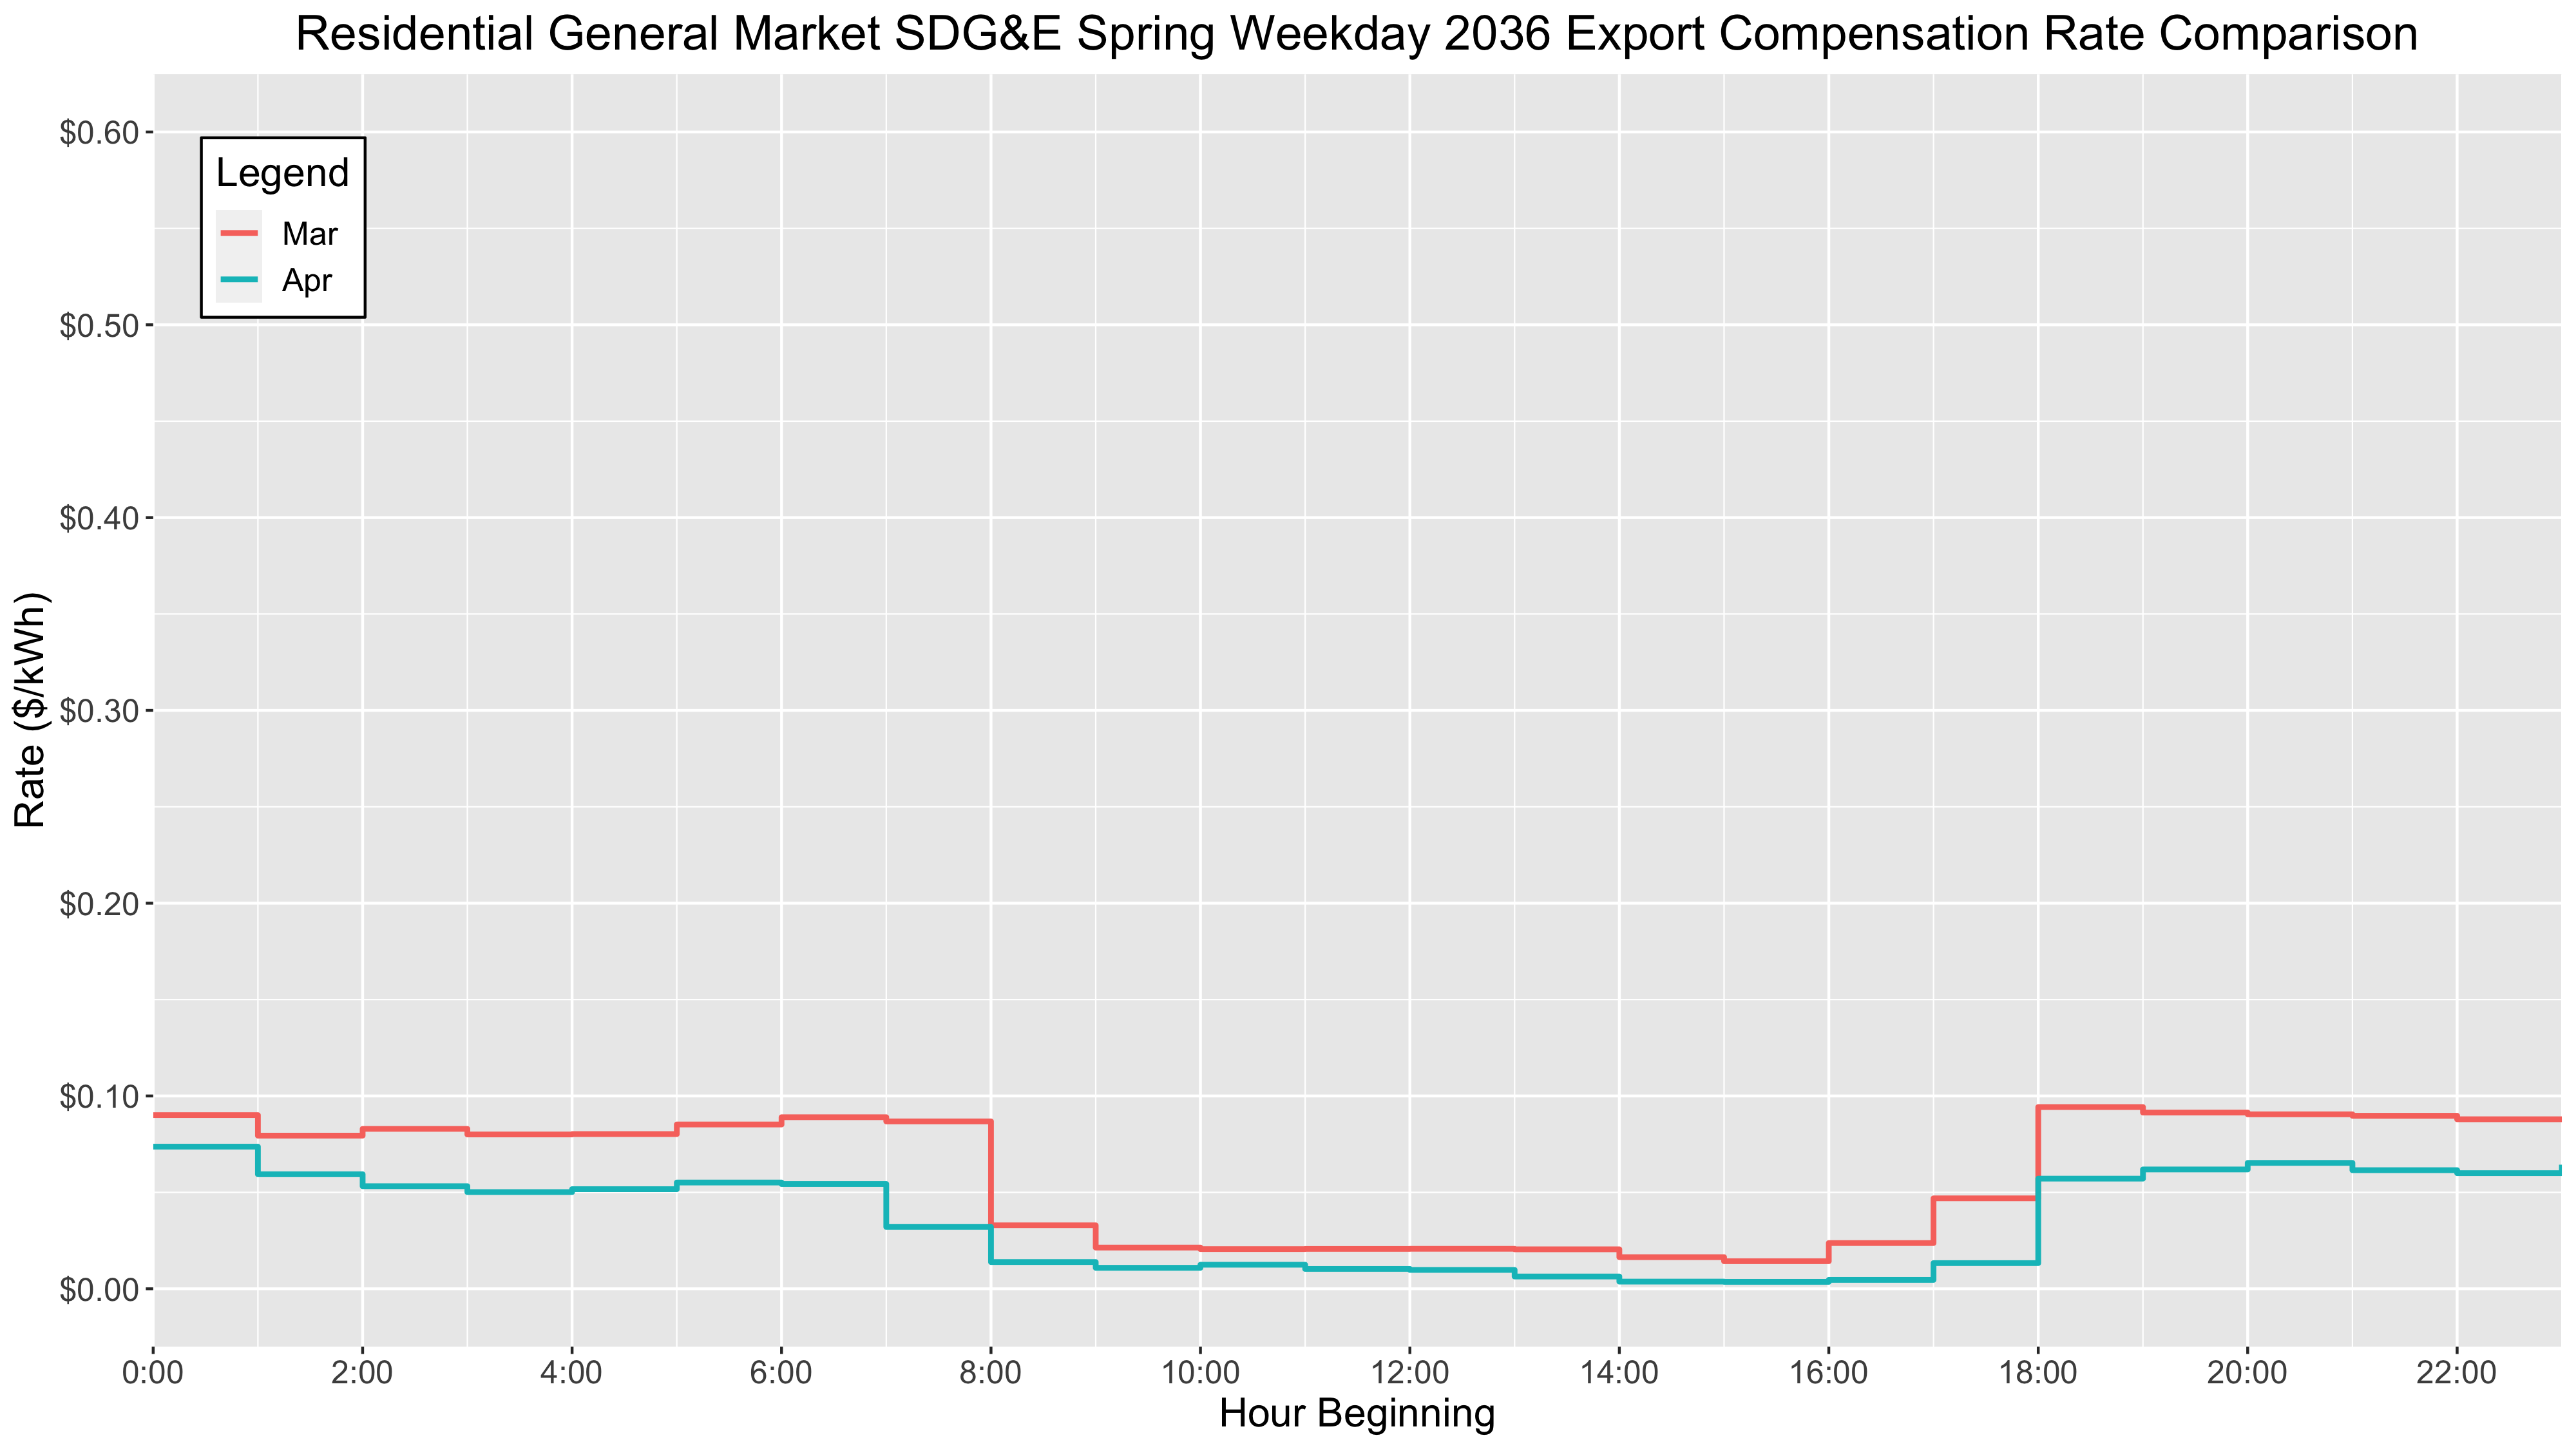 Residential General Market SDG&E Spring Weekday 2036 Export Compensation Rate Comparison
$0.60
Legend
Mar
Apr
$0.50
$0.40
Rate ($/kWh)
$0.30
$0.20
$0.10
$0.00
0:00 2:00 4:00 6:00 8:00 10:00 12:00 14:00 16:00 18:00 20:00 22:00
Hour Beginning